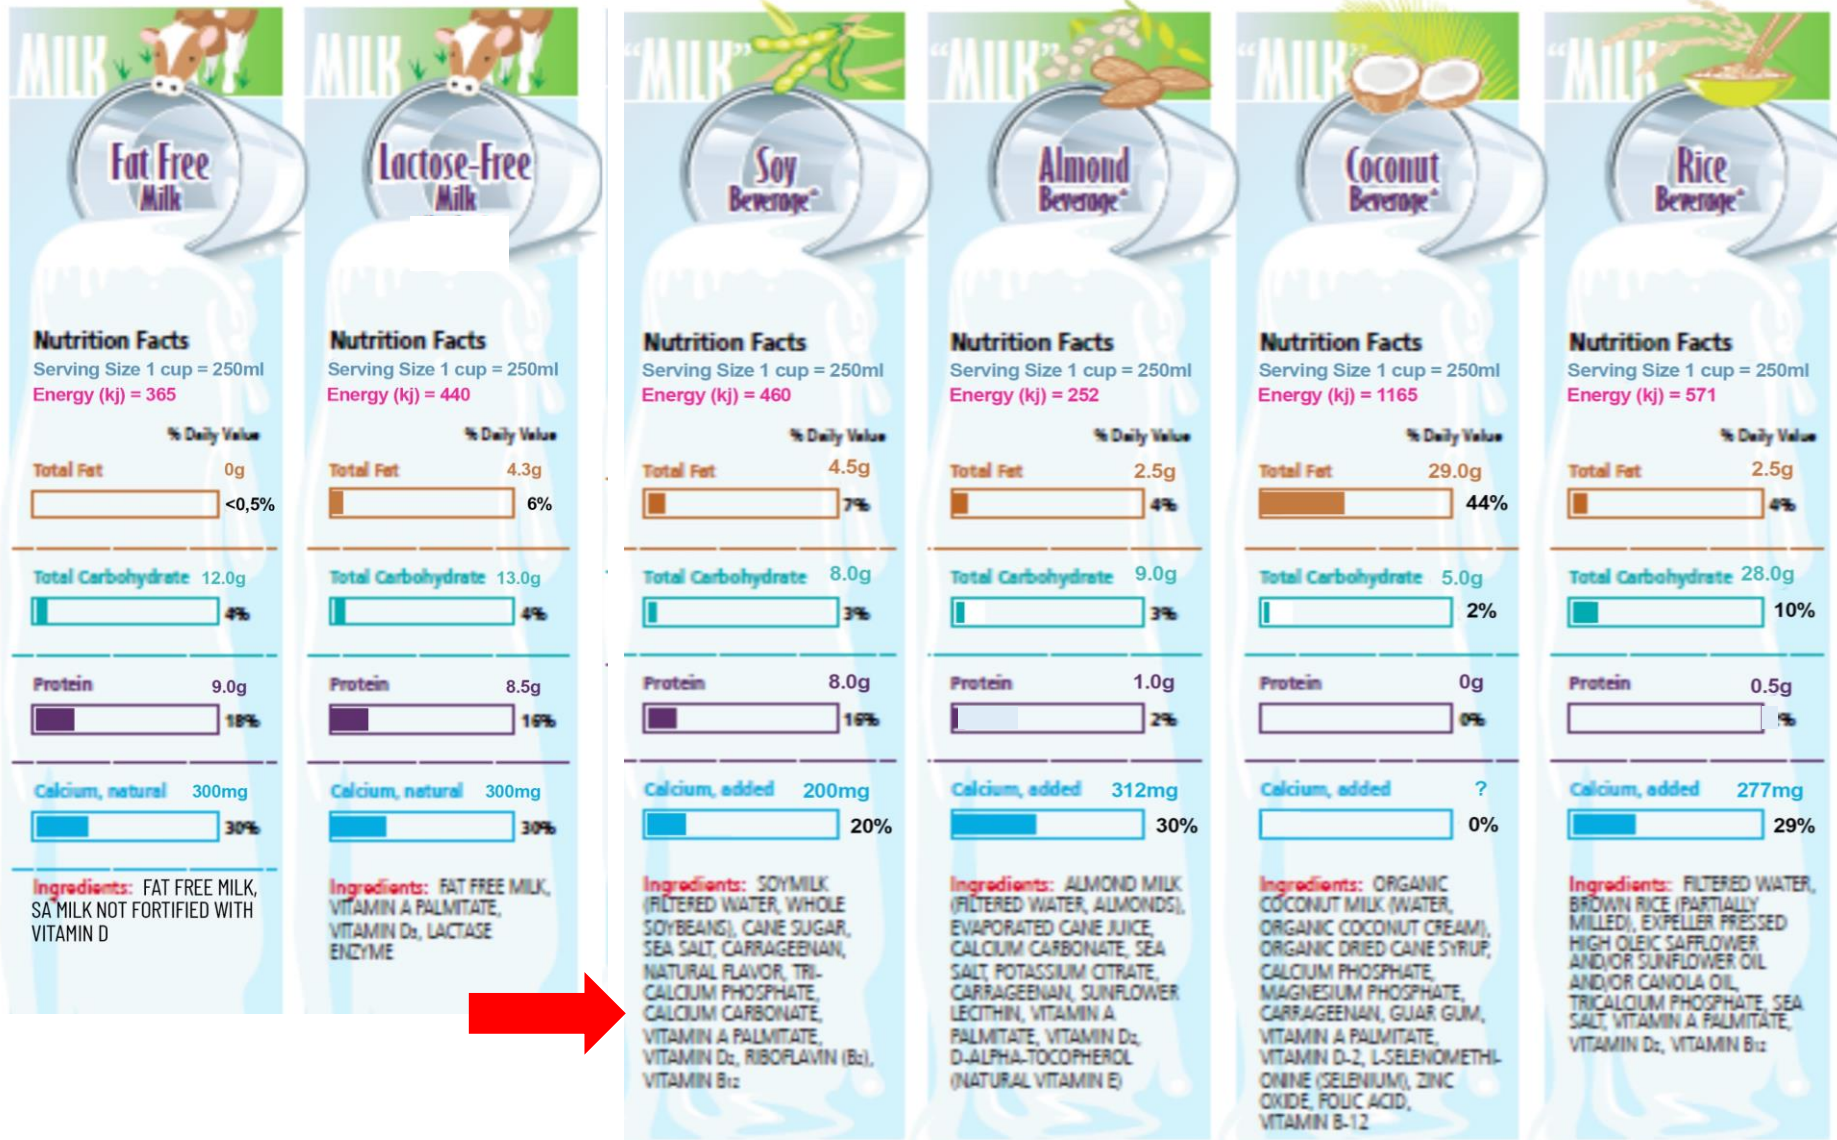 MILK
Fat Free
Milk
Nutrition Facts
Serving Size 1 cup = 250ml
Energy (kj) = 365
% Daily Value
Total Fat 0g
<0,5%
Total Carbohydrate 12.0g
4%
Protein 9.0g
18%
Calcium, natural 300mg
30%
Ingredients: FAT FREE MILK,
SA MILK NOT FORTIFIED WITH
VITAMIN D
MILK
Lactose-Free
Milk
Nutrition Facts
Serving Size 1 cup = 250ml
Energy (kj) = 440
% Daily Value
Total Fat 4.3g
6%
Total Carbohydrate 13.0g
4%
Protein 8.5g
16%
Calcium, natural 300mg
30%
Ingredients: FAT FREE MILK,
VITAMIN A PALMITATE,
VITAMIN D3, LACTASE
ENZYME
“MILK”
Soy
Beverage*
Nutrition Facts
Serving Size 1 cup = 250ml
Energy (kj) = 460
% Daily Value
Total Fat 4.5g
7%
Total Carbohydrate 8.0g
3%
Protein 8.0g
16%
Calcium, added 200mg
20%
Ingredients: SOYMILK
(FILTERED WATER, WHOLE
SOYBEANS), CANE SUGAR,
SEA SALT, CARRAGEENAN,
NATURAL FLAVOR, TRI-
CALCIUM PHOSPHATE,
CALCIUM CARBONATE,
VITAMIN A PALMITATE,
VITAMIN D2, RIBOFLAVIN (B2),
VITAMIN B12
“MILK”
Almond
Beverage*
Nutrition Facts
Serving Size 1 cup = 250ml
Energy (kj) = 252
% Daily Value
Total Fat 2.5g
4%
Total Carbohydrate 9.0g
3%
Protein 1.0g
2%
Calcium, added 312mg
30%
Ingredients: ALMOND MILK
(FILTERED WATER, ALMONDS),
EVAPORATED CANE JUICE,
CALCIUM CARBONATE, SEA
SALT, POTASSIUM CITRATE,
CARRAGEENAN, SUNFLOWER
LECITHIN, VITAMIN A
PALMITATE, VITAMIN D2,
D-ALPHA-TOCOPHEROL
(NATURAL VITAMIN E)
“MILK”
Coconut
Beverage*
Nutrition Facts
Serving Size 1 cup = 250ml
Energy (kj) = 1165
% Daily Value
Total Fat 29.0g
44%
Total Carbohydrate 5.0g
2%
Protein 0g
0%
Calcium, added ?
0%
Ingredients: ORGANIC
COCONUT MILK (WATER,
ORGANIC COCONUT CREAM),
ORGANIC DRIED CANE SYRUP,
CALCIUM PHOSPHATE,
MAGNESIUM PHOSPHATE,
CARRAGEENAN, GUAR GUM,
VITAMIN A PALMITATE,
VITAMIN D-2, L-SELENOMETHI-
ONINE (SELENIUM), ZINC
OXIDE, FOLIC ACID,
VITAMIN B-12
“MILK
Rice
Beverage*
Nutrition Facts
Serving Size 1 cup = 250ml
Energy (kj) = 571
% Daily Value
Total Fat 2.5g
4%
Total Carbohydrate 28.0g
10%
Protein 0.5g
%
Calcium, added 277mg
29%
Ingredients: FILTERED WATER,
BROWN RICE (PARTIALLY
MILLED), EXPELLER PRESSED
HIGH OLEIC SAFFLOWER
AND/OR SUNFLOWER OIL
AND/OR CANOLA OIL,
TRICALCIUM PHOSPHATE, SEA
SALT, VITAMIN A PALMITATE,
VITAMIN D2, VITAMIN B12